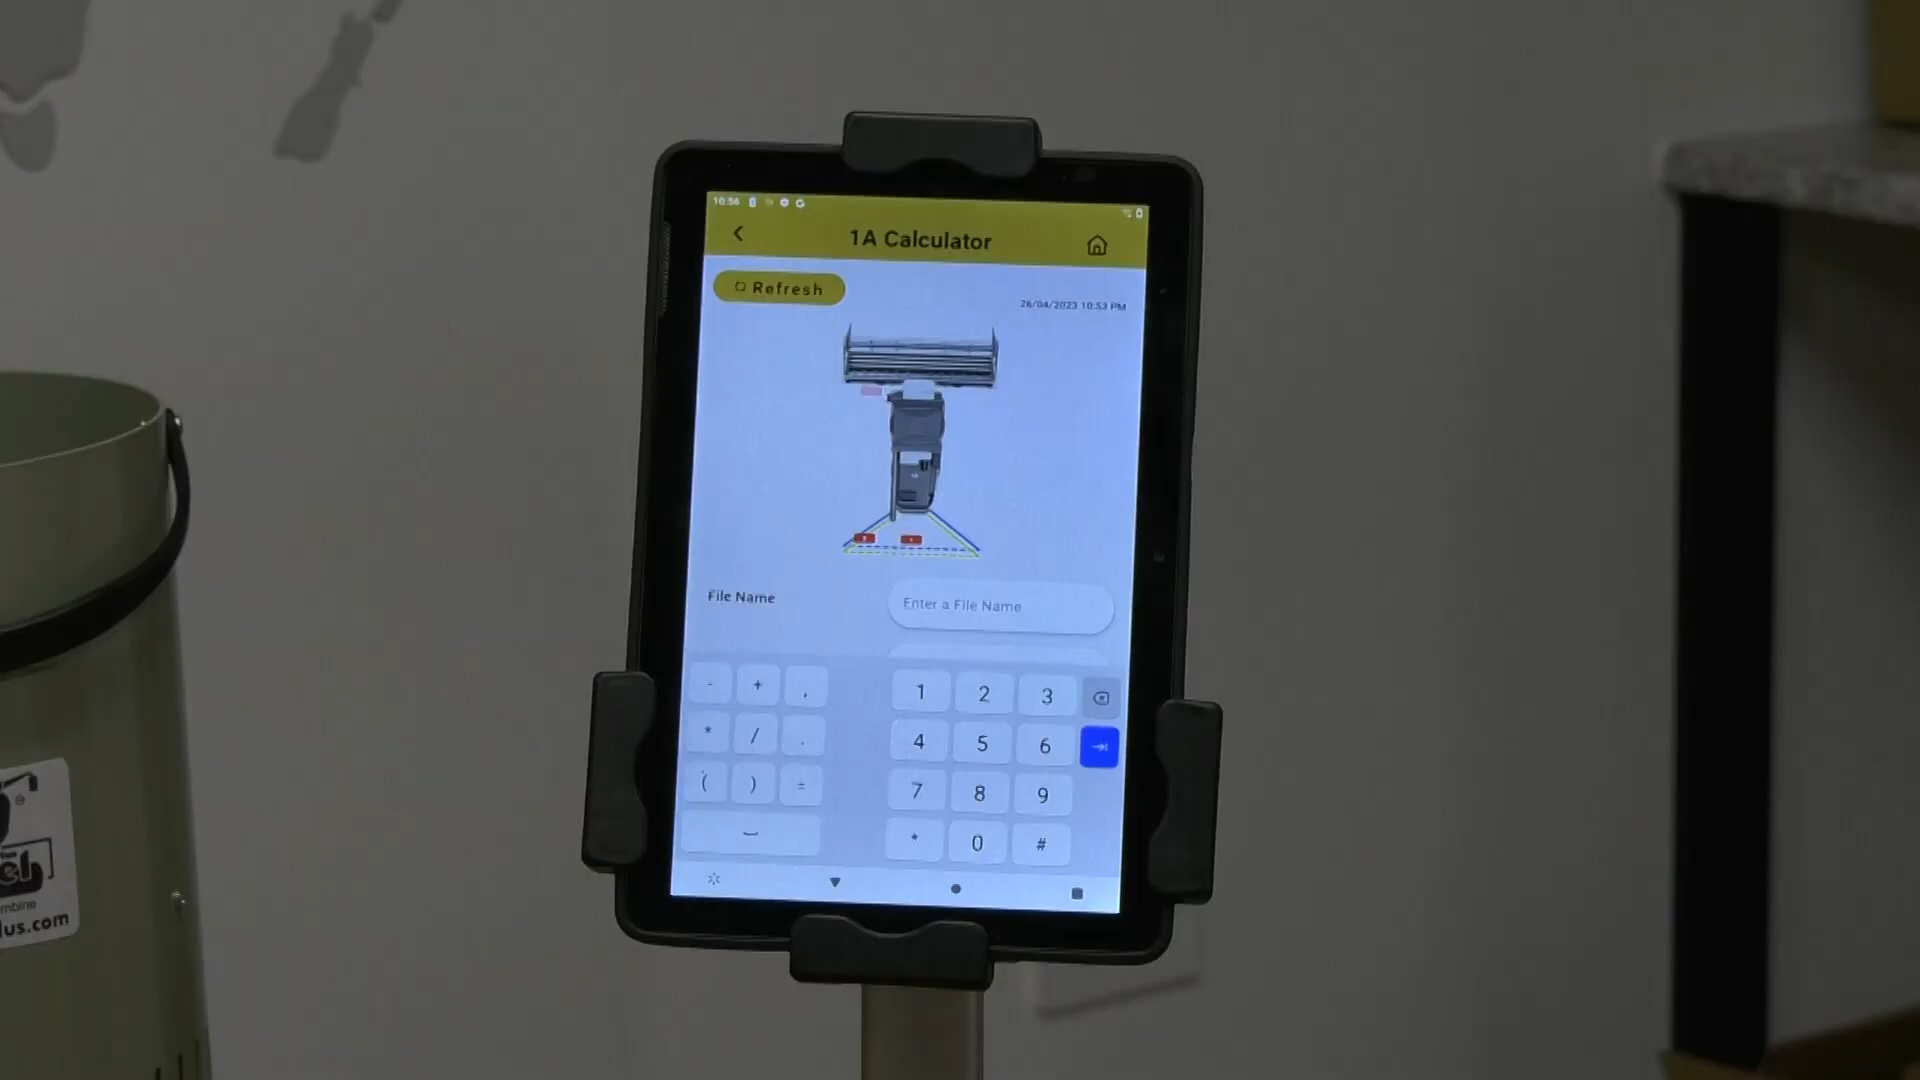 10:56
1A Calculator
Refresh
26/04/2023 10:53 PM
File Name
Enter a File Name
- + , 1 2 3
* / . 4 5 6
( ) = 7 8 9
* 0 #
mbine
lus.com